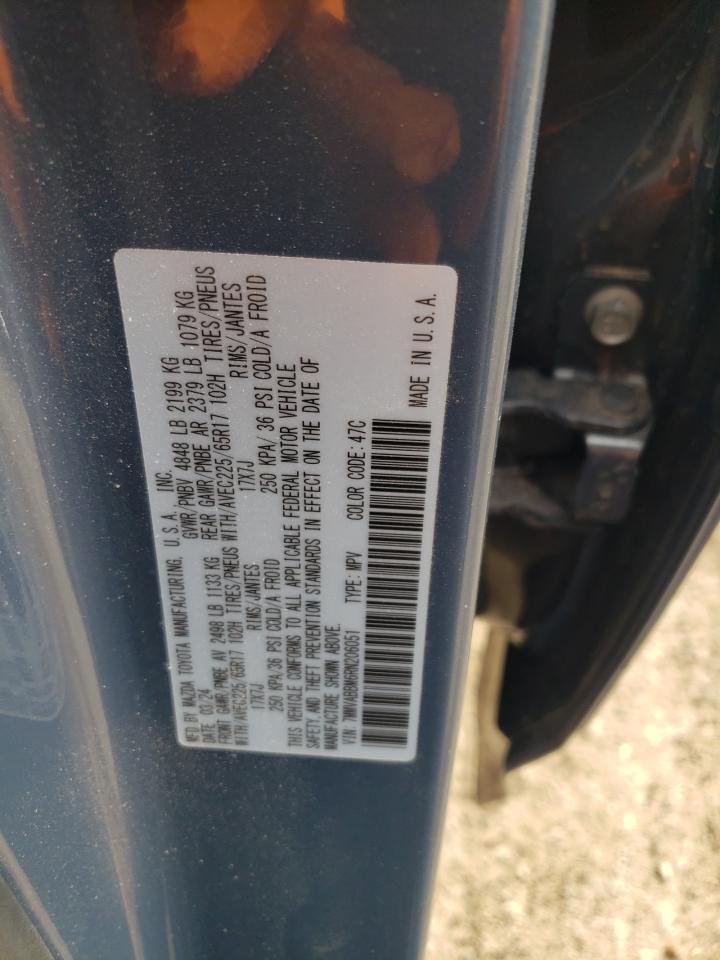 MFD BY MAZDA TOYOTA MANUFACTURING, U.S.A. INC.
DATE 03/24 GVWR/PNBV 4848 LB 2199 KG
FRONT GAWR/PNBE AV 2498 LB 1133 KG REAR GAWR/PNBE AR 2379 LB 1079 KG
WITH/AVEC225/65R17 102H TIRES/PNEUS WITH/AVEC225/65R17 102H TIRES/PNEUS
17X7J RIMS/JANTES 17X7J RIMS/JANTES
250 KPA/36 PSI COLD/A FROID 250 KPA/ 36 PSI COLD/A FROID
THIS VEHICLE CONFORMS TO ALL APPLICABLE FEDERAL MOTOR VEHICLE
SAFETY, AND THEFT PREVENTION STANDARDS IN EFFECT ON THE DATE OF
MANUFACTURE SHOWN ABOVE.
VIN: 7MMVABBM6RN206051 TYPE: MPV COLOR CODE: 47C
MADE IN U.S.A.